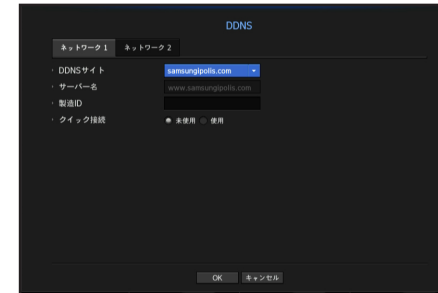 DDNS
ネットワーク 1 ネットワーク 2
・ DDNSサイト samsungipolis.com
・ サーバー名 www.samsungipolis.com
・ 製造ID
・ クイック接続 未使用 使用
OK キャンセル